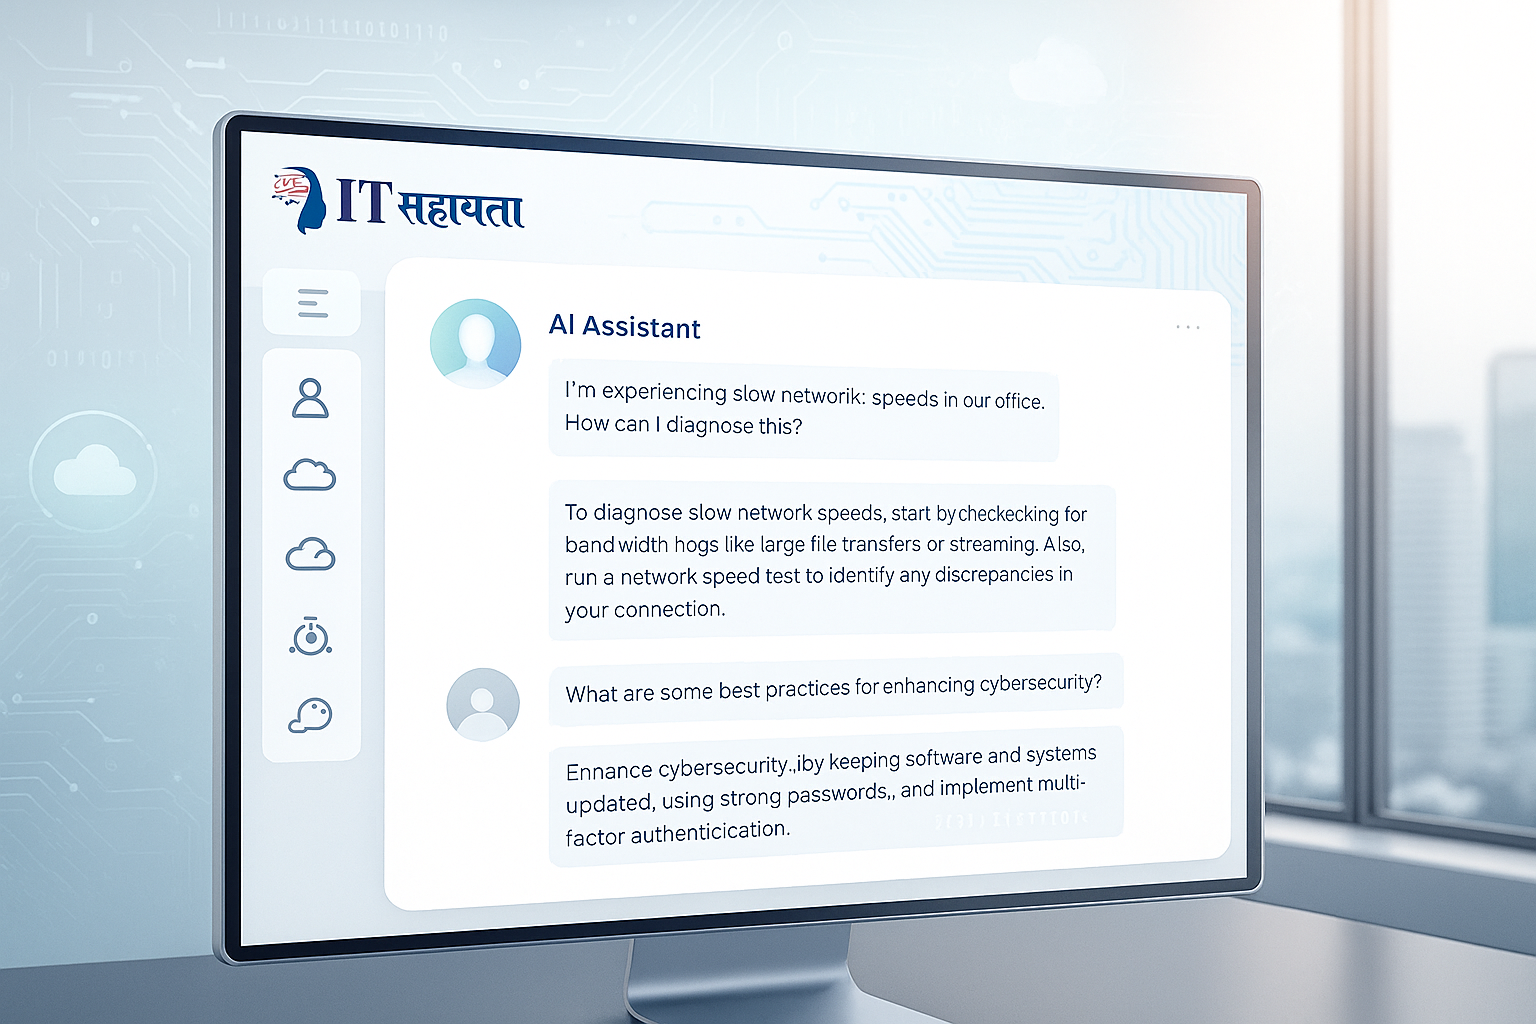 CVE
IT सहायता
AI Assistant
I'm experiencing slow networik: speeds in our office.
How can I diagnose this?
To diagnose slow network speeds, start by checkecking for
band width hogs like large file transfers or streaming. Also,
run a network speed test to identify any discrepancies in
your connection.
What are some best practices for enhancing cybersecurity?
Ennance cybersecurity.,iby keeping software and systems
updated, using strong passwords,, and implement multi-
factor authenticication.